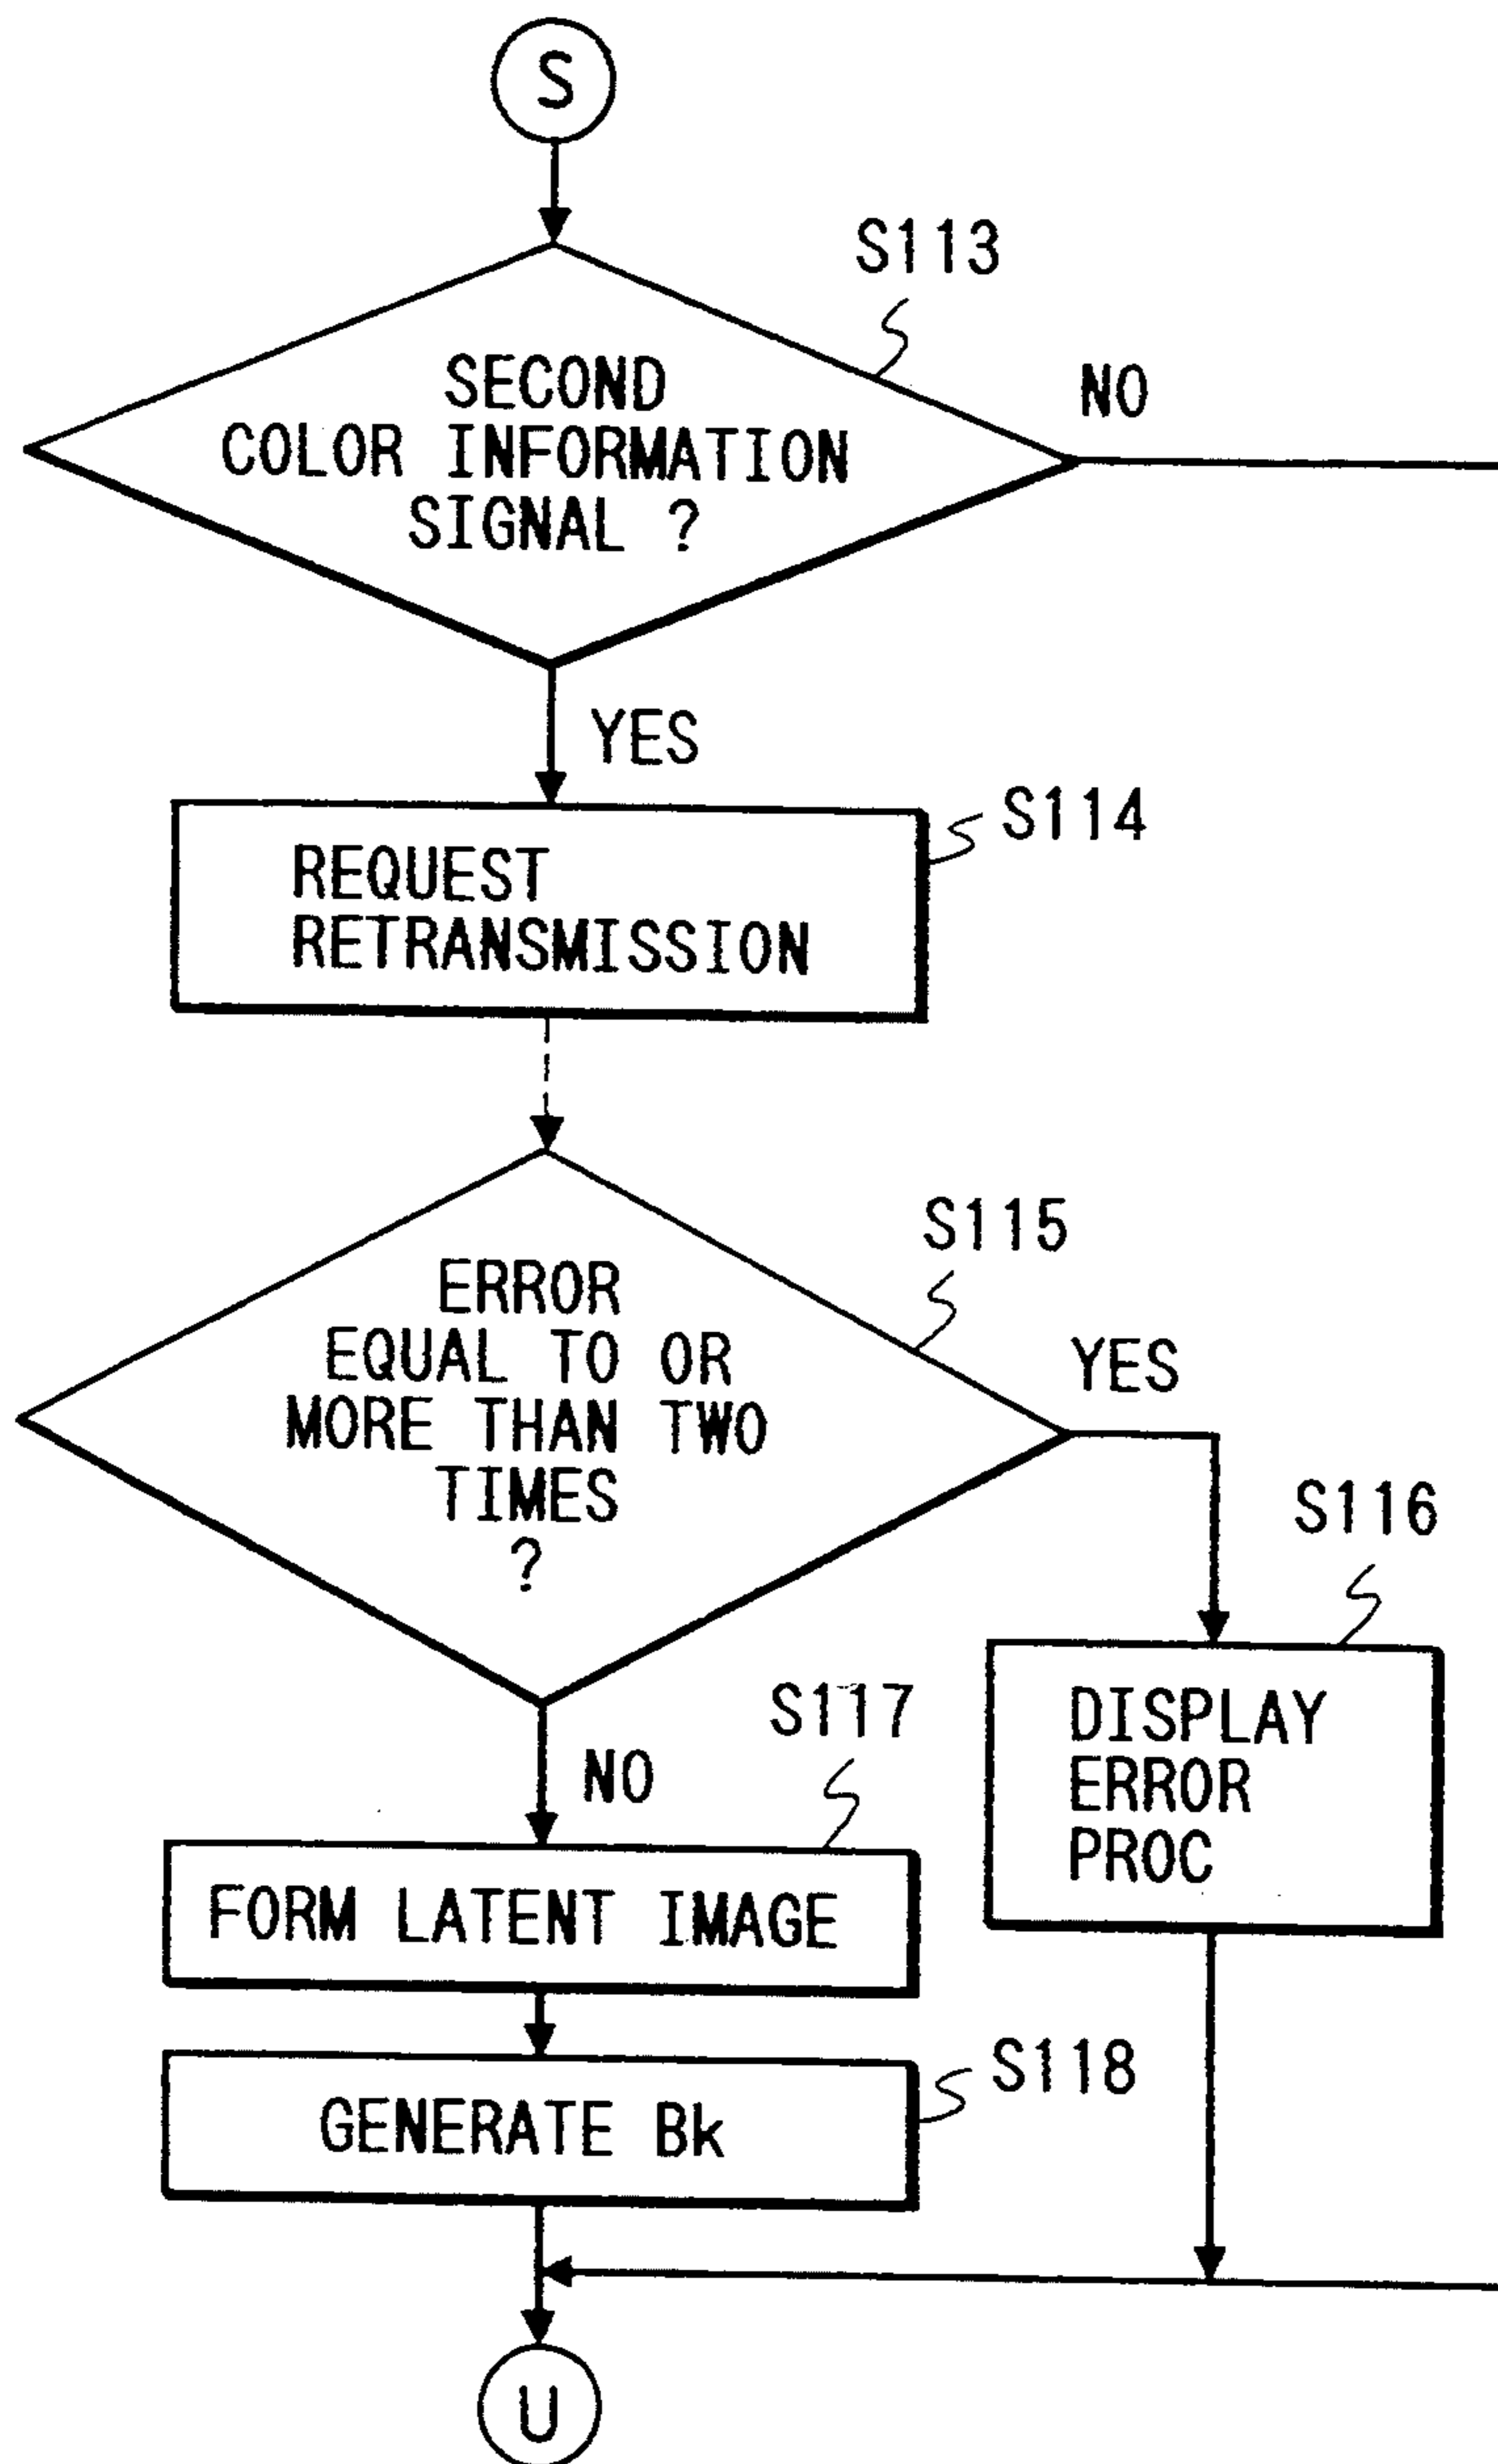 S
S113
SECOND
COLOR INFORMATION
SIGNAL ?
NO
YES
S114
REQUEST
RETRANSMISSION
S115
ERROR
EQUAL TO OR
MORE THAN TWO
TIMES
?
YES
S116
DISPLAY
ERROR
PROC
NO
S117
FORM LATENT IMAGE
S118
GENERATE Bk
U